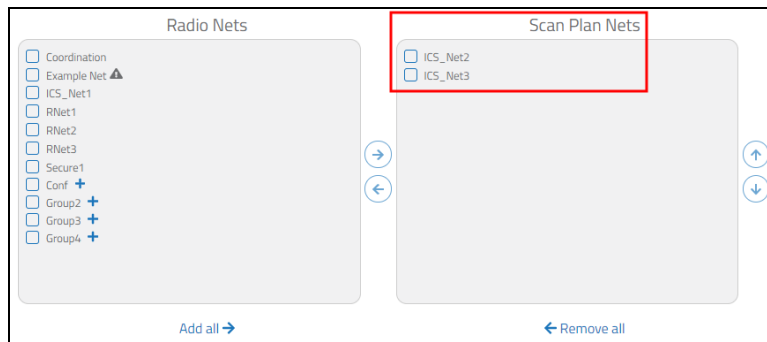 Radio Nets
Coordination
Example Net
ICS_Net1
RNet1
RNet2
RNet3
Secure1
Conf +
Group2 +
Group3 +
Group4 +
Add all →
Scan Plan Nets
ICS_Net2
ICS_Net3
← Remove all